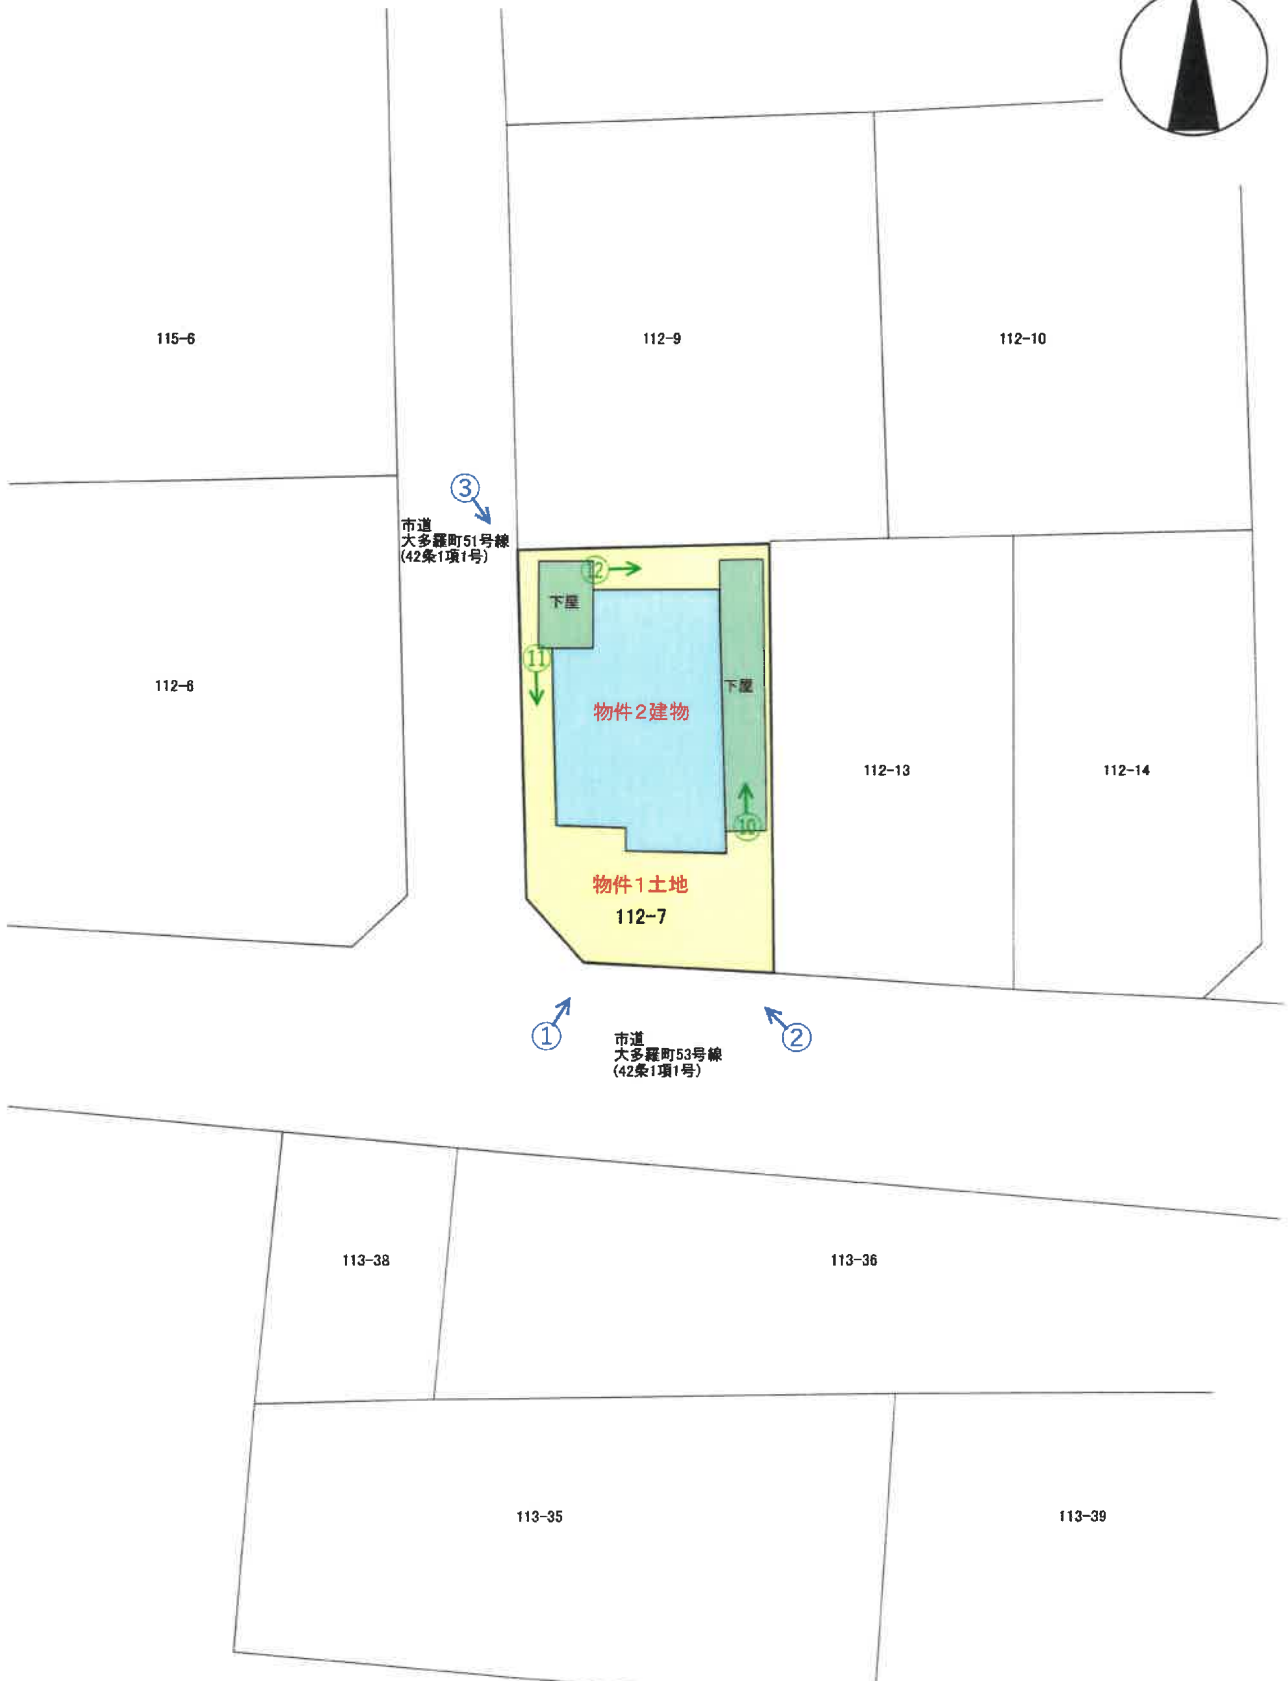 115-6
112-9
112-10
③
市道
大多羅町51号線
(42条1項1号)
⑫
下屋
⑪
112-6
下屋
物件2建物
112-13
112-14
⑩
物件1土地
112-7
①
②
市道
大多羅町53号線
(42条1項1号)
113-38
113-36
113-35
113-39